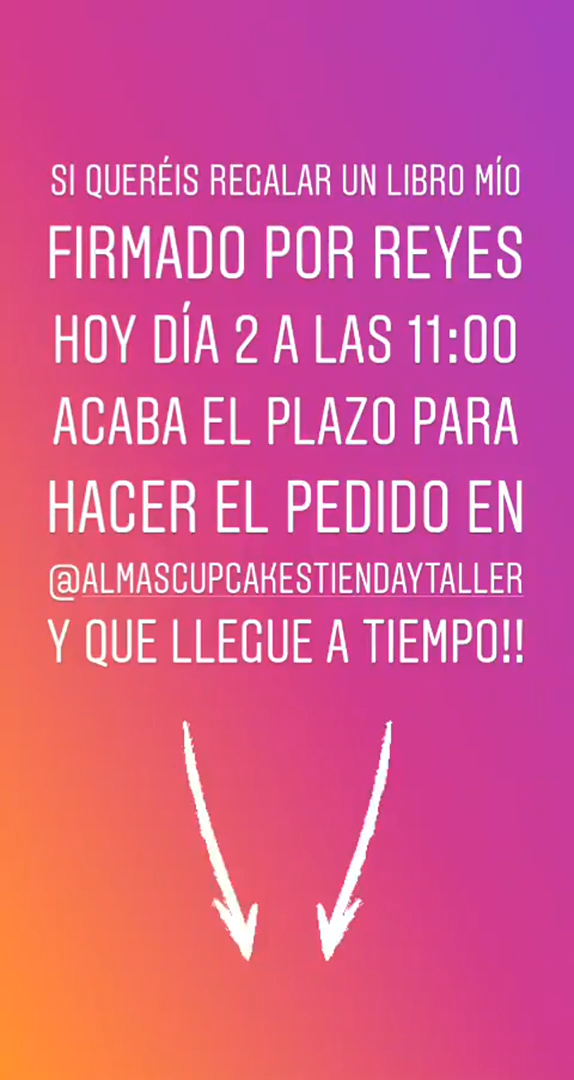 SI QUERÉIS REGALAR UN LIBRO MÍO
FIRMADO POR REYES
HOY DÍA 2 A LAS 11:00
ACABA EL PLAZO PARA
HACER EL PEDIDO EN
@ALMASCUPCAKESTIENDAYTALLER
Y QUE LLEGUE A TIEMPO!!